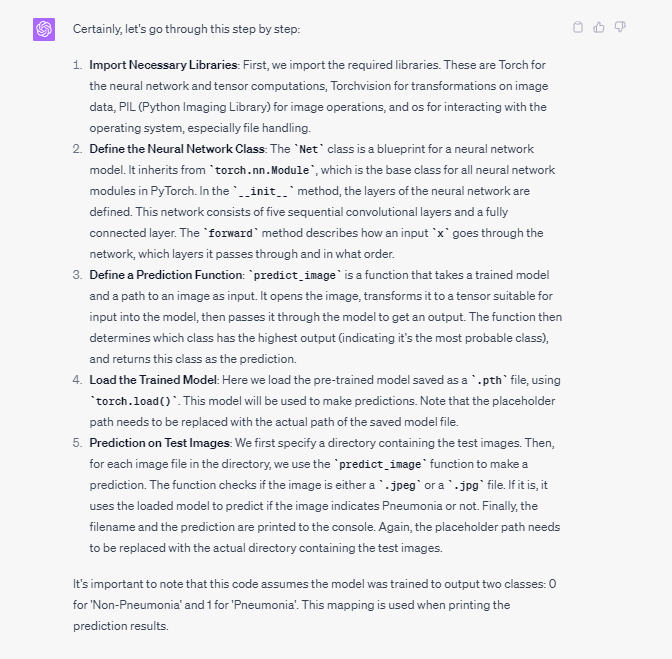 Certainly, let's go through this step by step:
1. Import Necessary Libraries: First, we import the required libraries. These are Torch for
the neural network and tensor computations, Torchvision for transformations on image
data, PIL (Python Imaging Library) for image operations, and os for interacting with the
operating system, especially file handling.
2. Define the Neural Network Class: The `Net` class is a blueprint for a neural network
model. It inherits from `torch.nn.Module`, which is the base class for all neural network
modules in PyTorch. In the `__init__` method, the layers of the neural network are
defined. This network consists of five sequential convolutional layers and a fully
connected layer. The `forward` method describes how an input `x` goes through the
network, which layers it passes through and in what order.
3. Define a Prediction Function: `predict_image` is a function that takes a trained model
and a path to an image as input. It opens the image, transforms it to a tensor suitable for
input into the model, then passes it through the model to get an output. The function then
determines which class has the highest output (indicating it's the most probable class),
and returns this class as the prediction.
4. Load the Trained Model: Here we load the pre-trained model saved as a `.pth` file, using
`torch.load()`. This model will be used to make predictions. Note that the placeholder
path needs to be replaced with the actual path of the saved model file.
5. Prediction on Test Images: We first specify a directory containing the test images. Then,
for each image file in the directory, we use the `predict_image` function to make a
prediction. The function checks if the image is either a `.jpeg` or a `.jpg` file. If it is, it
uses the loaded model to predict if the image indicates Pneumonia or not. Finally, the
filename and the prediction are printed to the console. Again, the placeholder path needs
to be replaced with the actual directory containing the test images.
It's important to note that this code assumes the model was trained to output two classes: 0
for 'Non-Pneumonia' and 1 for 'Pneumonia'. This mapping is used when printing the
prediction results.